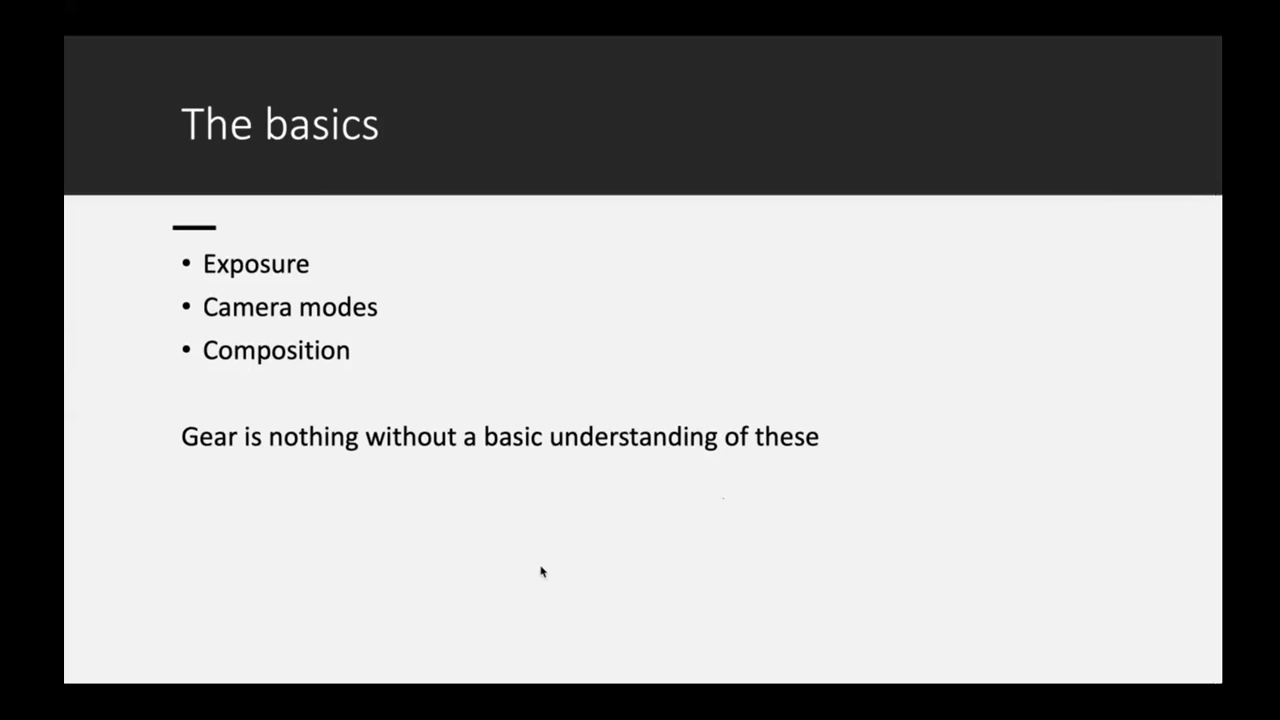 The basics
• Exposure
• Camera modes
• Composition
Gear is nothing without a basic understanding of these